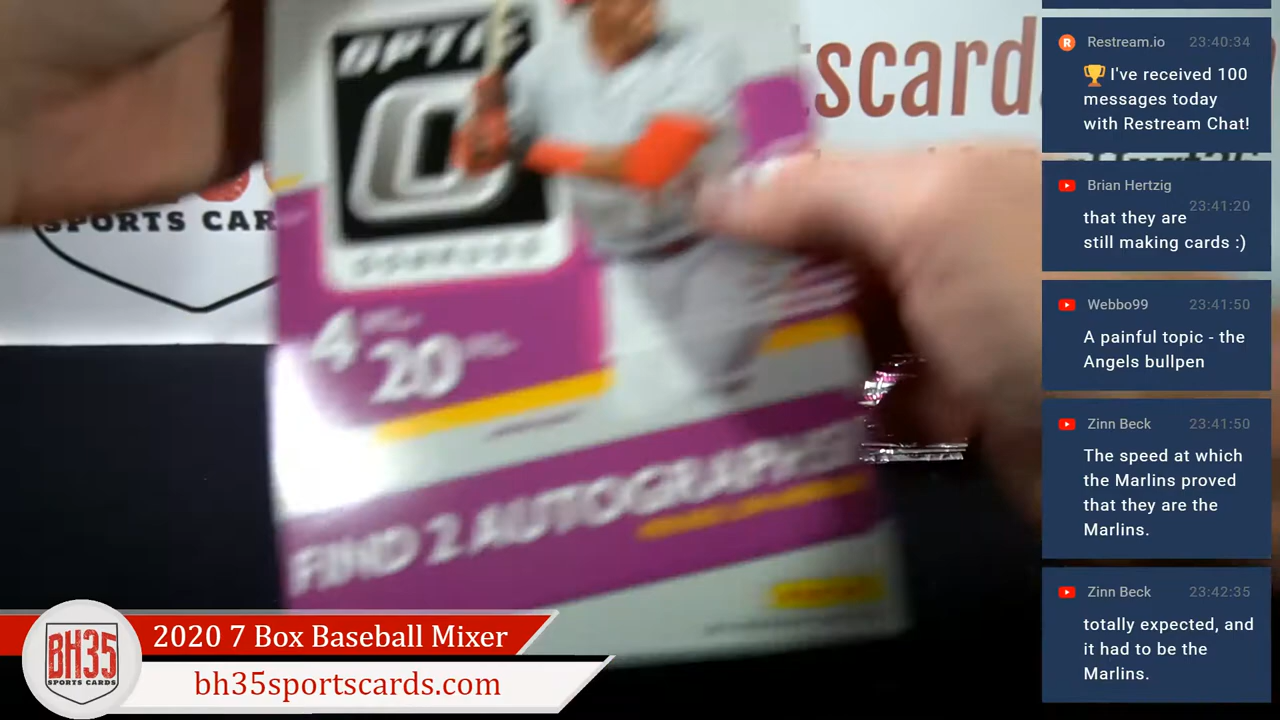 OPTIC
O
DONRUSS
4
20
FIND 2 AUTOGRAPHS
tscard
SPORTS CAR
BH35
SPORTS CARDS
2020 7 Box Baseball Mixer
bh35sportscards.com
Restream.io 23:40:34
🏆 I've received 100
messages today
with Restream Chat!
Brian Hertzig
23:41:20
that they are
still making cards :)
Webbo99 23:41:50
A painful topic - the
Angels bullpen
Zinn Beck 23:41:50
The speed at which
the Marlins proved
that they are the
Marlins.
Zinn Beck 23:42:35
totally expected, and
it had to be the
Marlins.